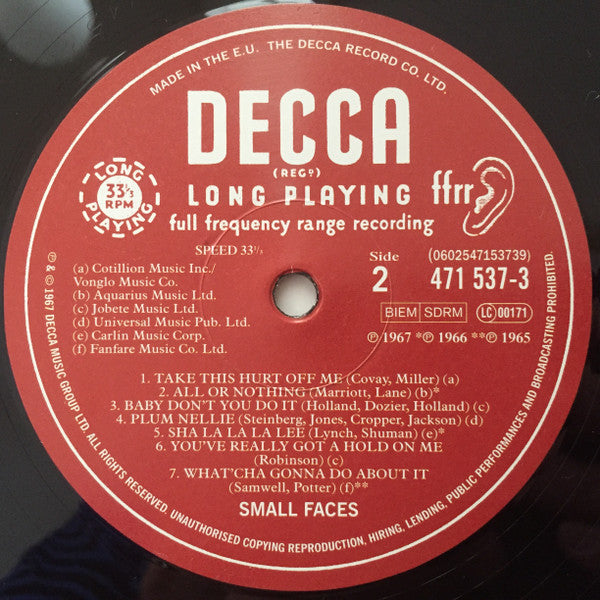 MADE IN THE E.U. THE DECCA RECORD CO. LTD.
DECCA
(REGD)
LONG PLAYING
33 1/3
RPM
LONG PLAYING ffrr
full frequency range recording
SPEED 33 1/3
Side
2
(0602547153739)
471 537-3
(a) Cotillion Music Inc./
Vonglo Music Co.
(b) Aquarius Music Ltd.
(c) Jobete Music Ltd.
(d) Universal Music Pub. Ltd.
(e) Carlin Music Corp.
(f) Fanfare Music Co. Ltd.
BIEM SDRM LC 00171
℗ 1967 *℗ 1966 **℗ 1965
1. TAKE THIS HURT OFF ME (Covay, Miller) (a)
2. ALL OR NOTHING (Marriott, Lane) (b)*
3. BABY DON'T YOU DO IT (Holland, Dozier, Holland) (c)
4. PLUM NELLIE (Steinberg, Jones, Cropper, Jackson) (d)
5. SHA LA LA LA LEE (Lynch, Shuman) (e)*
6. YOU'VE REALLY GOT A HOLD ON ME
(Robinson) (c)
7. WHAT'CHA GONNA DO ABOUT IT
(Samwell, Potter) (f)**
SMALL FACES
℗ & © 1967 DECCA MUSIC GROUP LTD. ALL RIGHTS RESERVED. UNAUTHORISED COPYING REPRODUCTION, HIRING, LENDING, PUBLIC PERFORMANCES AND BROADCASTING PROHIBITED.